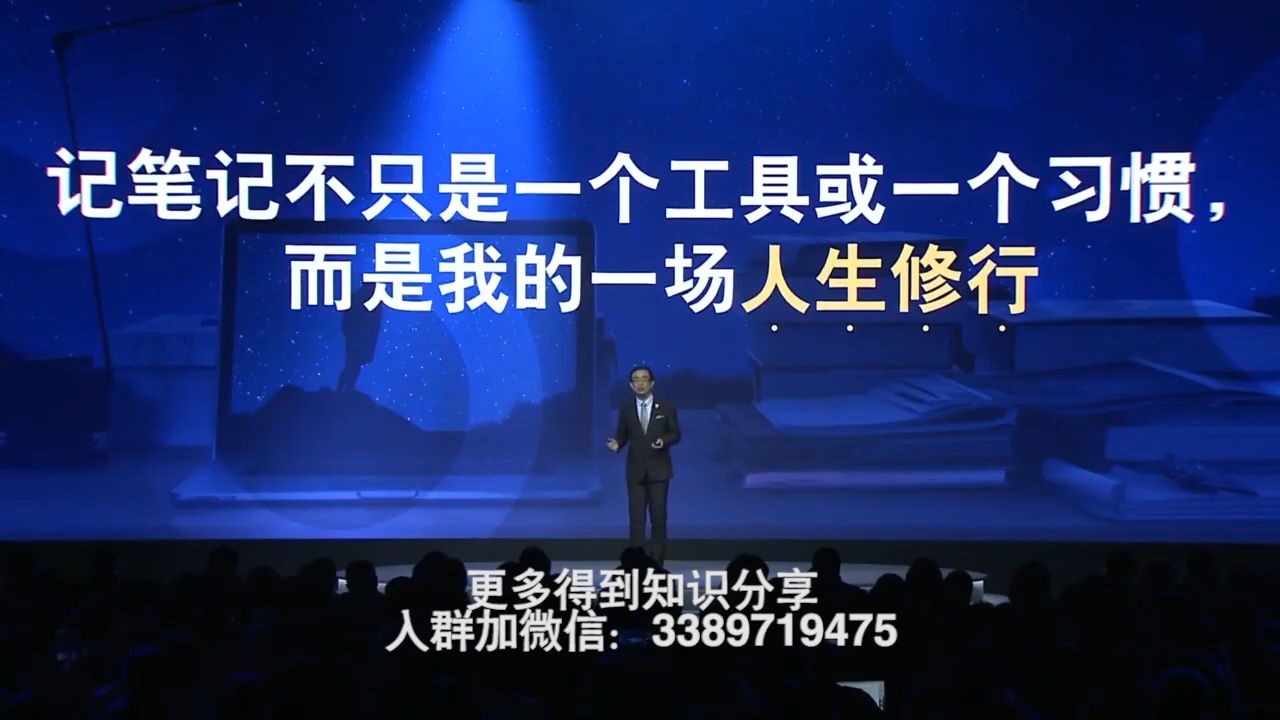 记笔记不只是一个工具或一个习惯，
而是我的一场人生修行
更多得到知识分享
入群加微信：3389719475